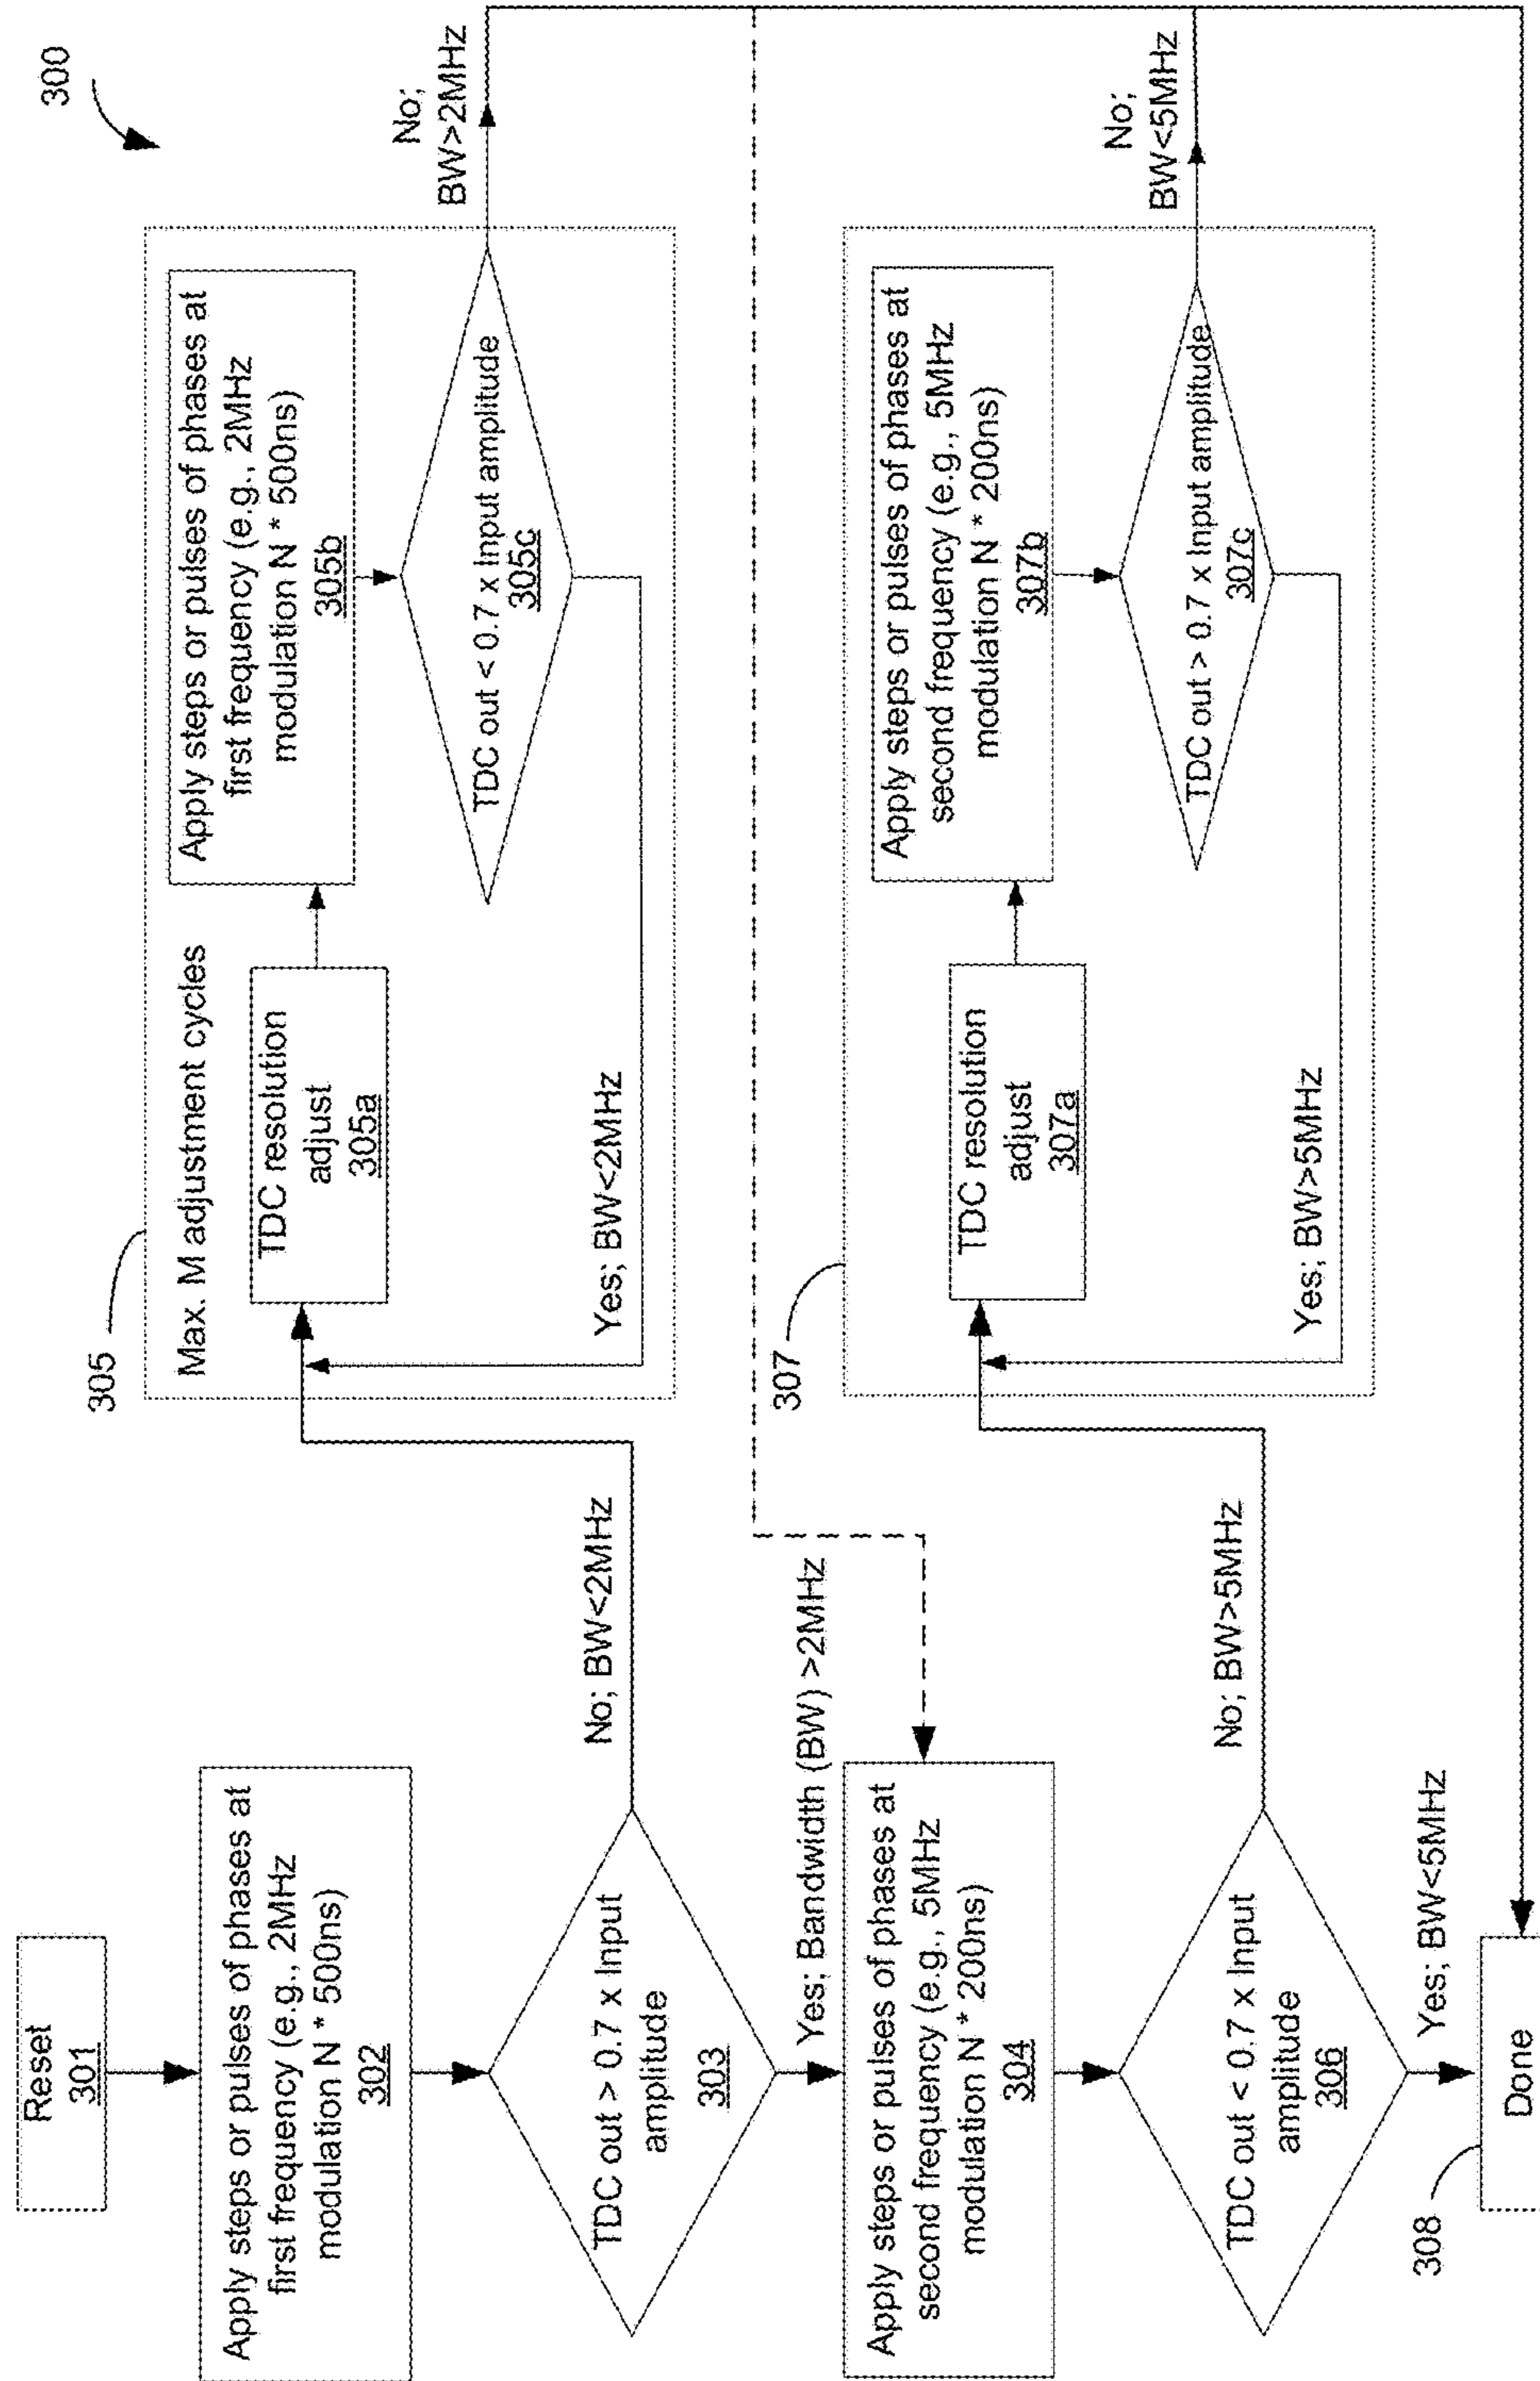 300
Reset
301
Apply steps or pulses of phases at
first frequency (e.g., 2MHz
modulation N * 500ns)
302
TDC out > 0.7 x Input
amplitude
303
No; BW<2MHz
Yes; Bandwidth (BW) >2MHz
305
Max. M adjustment cycles
TDC resolution
adjust
305a
Apply steps or pulses of phases at
first frequency (e.g., 2MHz
modulation N * 500ns)
305b
TDC out < 0.7 x Input amplitude
305c
Yes; BW<2MHz
No;
BW>2MHz
Apply steps or pulses of phases at
second frequency (e.g., 5MHz
modulation N * 200ns)
304
TDC out < 0.7 x Input
amplitude
306
No; BW>5MHz
Yes; BW<5MHz
307
TDC resolution
adjust
307a
Apply steps or pulses of phases at
second frequency (e.g., 5MHz
modulation N * 200ns)
307b
TDC out > 0.7 x Input amplitude
307c
Yes; BW>5MHz
No;
BW<5MHz
308
Done